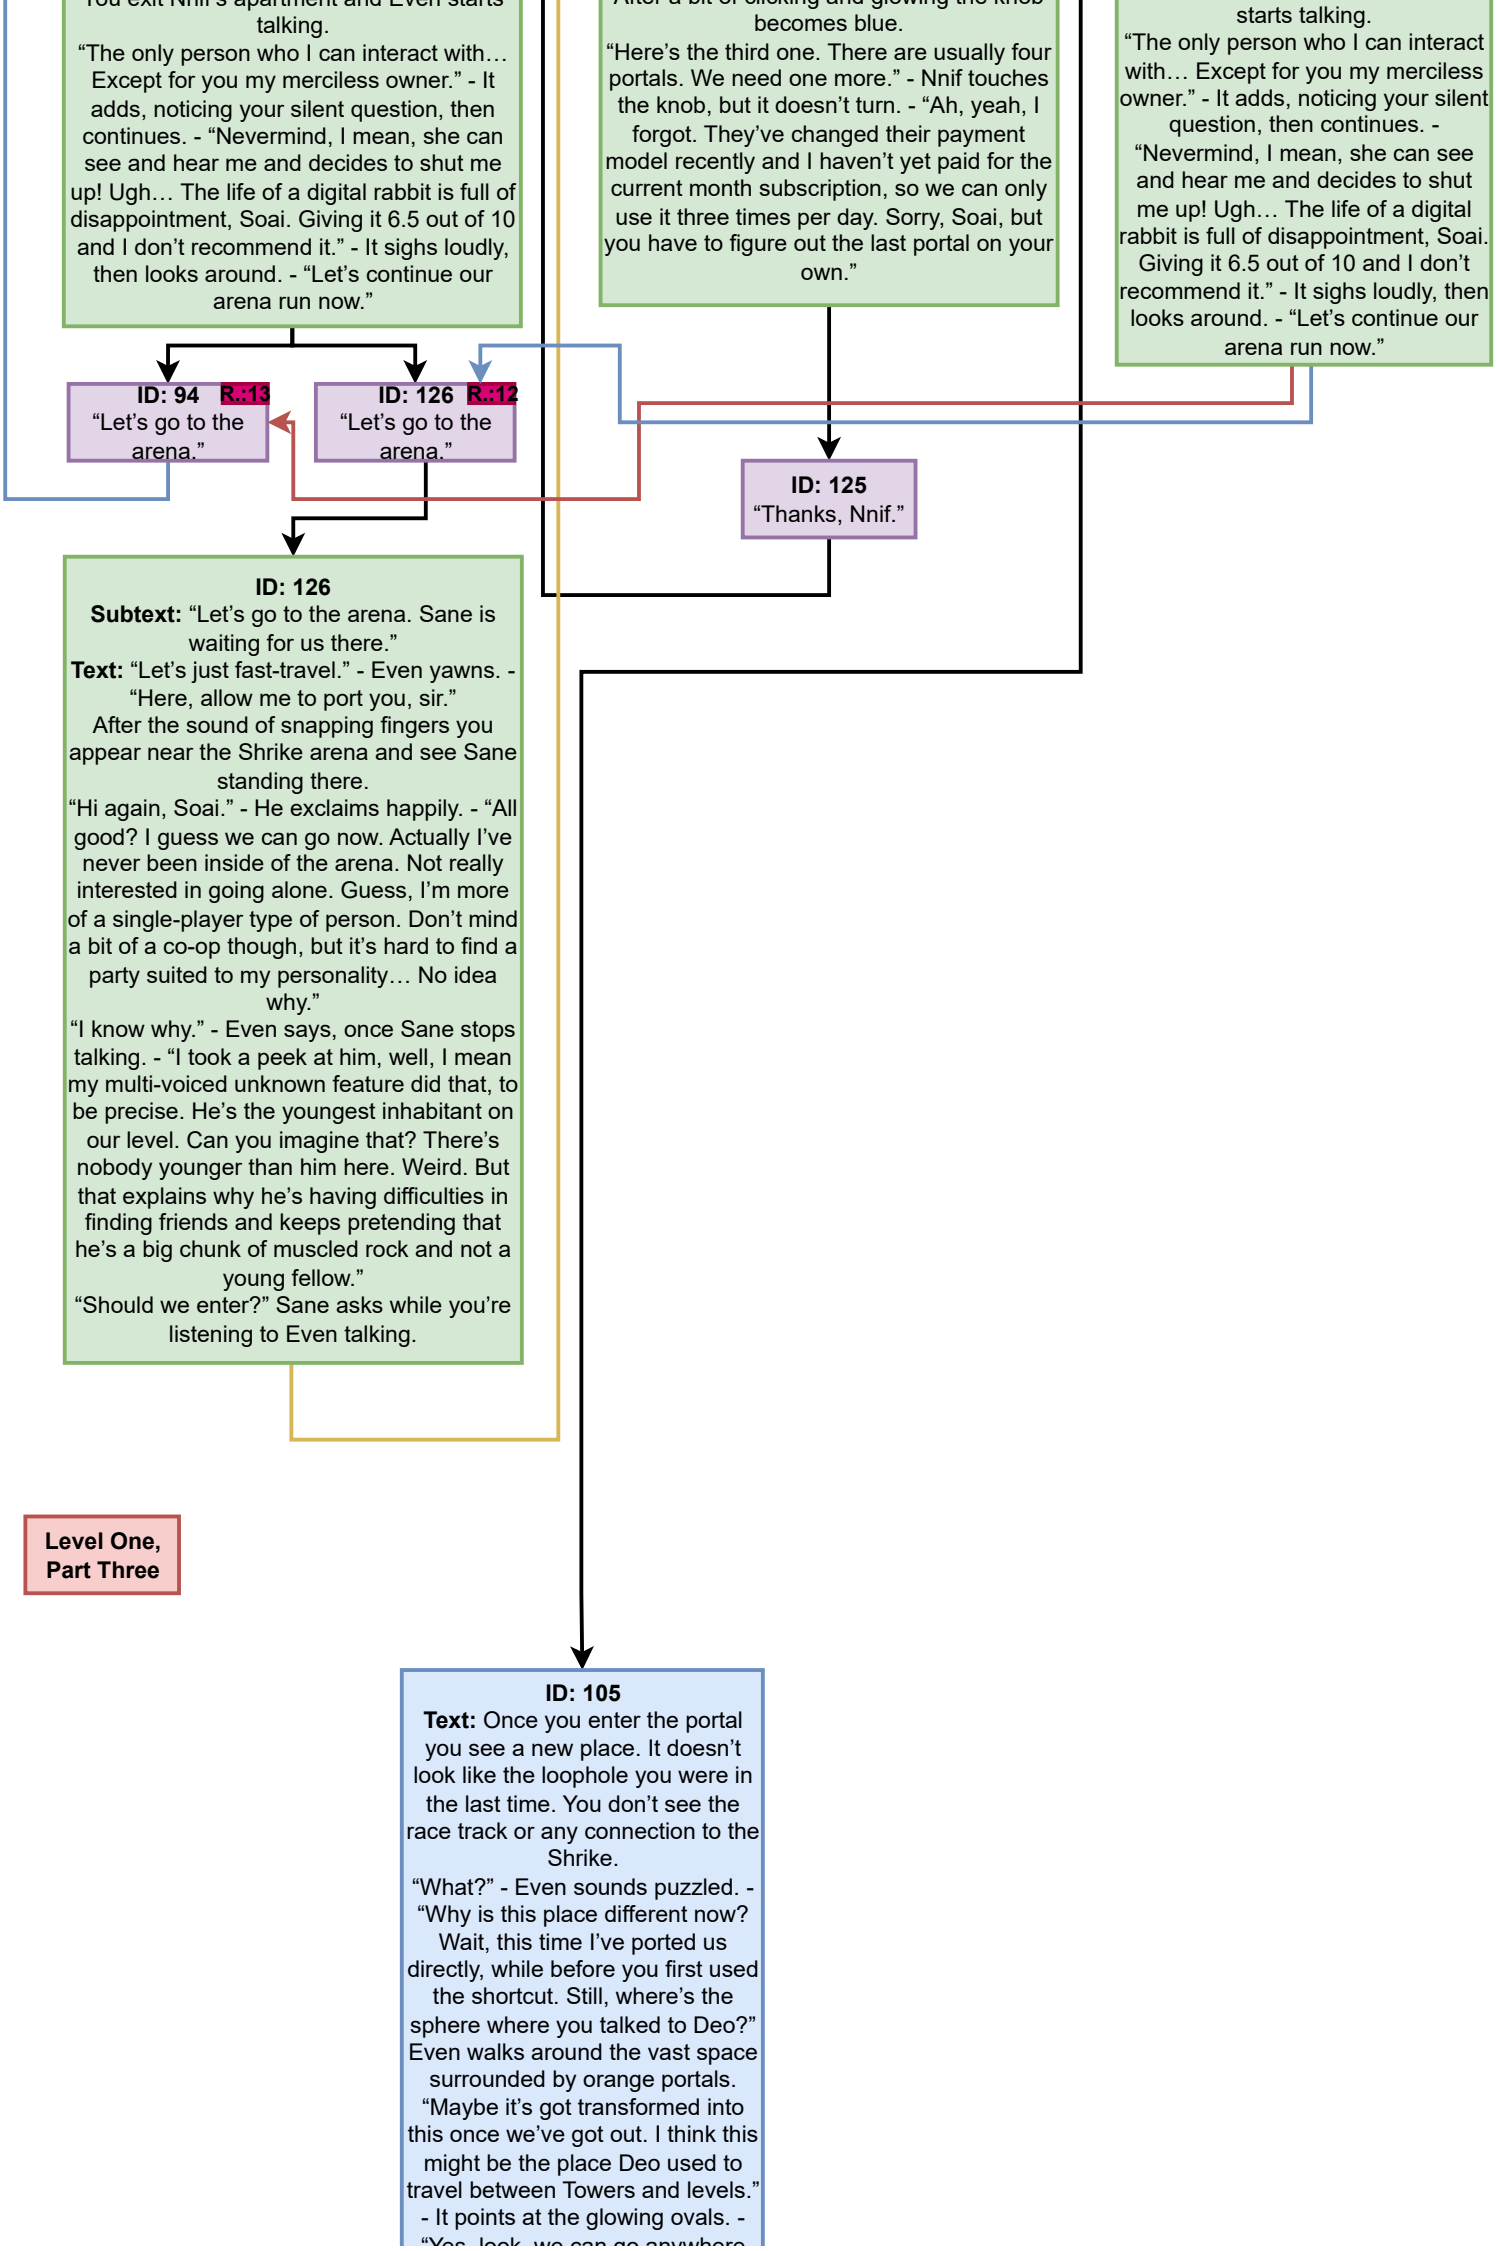 You exit Nnif's apartment and Even starts
talking.
“The only person who I can interact with…
Except for you my merciless owner.” - It
adds, noticing your silent question, then
continues. - “Nevermind, I mean, she can
see and hear me and decides to shut me
up! Ugh… The life of a digital rabbit is full of
disappointment, Soai. Giving it 6.5 out of 10
and I don’t recommend it.” - It sighs loudly,
then looks around. - “Let’s continue our
arena run now.”
After a bit of clicking and glowing the knob
becomes blue.
“Here’s the third one. There are usually four
portals. We need one more.” - Nnif touches
the knob, but it doesn’t turn. - “Ah, yeah, I
forgot. They’ve changed their payment
model recently and I haven’t yet paid for the
current month subscription, so we can only
use it three times per day. Sorry, Soai, but
you have to figure out the last portal on your
own.”
starts talking.
“The only person who I can interact
with… Except for you my merciless
owner.” - It adds, noticing your silent
question, then continues. -
“Nevermind, I mean, she can see
and hear me and decides to shut
me up! Ugh… The life of a digital
rabbit is full of disappointment, Soai.
Giving it 6.5 out of 10 and I don’t
recommend it.” - It sighs loudly, then
looks around. - “Let’s continue our
arena run now.”
ID: 94 R.:13
“Let’s go to the
arena.”
ID: 126 R.:12
“Let’s go to the
arena.”
ID: 125
“Thanks, Nnif.”
ID: 126
Subtext: “Let’s go to the arena. Sane is
waiting for us there.”
Text: “Let’s just fast-travel.” - Even yawns. -
“Here, allow me to port you, sir.”
After the sound of snapping fingers you
appear near the Shrike arena and see Sane
standing there.
“Hi again, Soai.” - He exclaims happily. - “All
good? I guess we can go now. Actually I’ve
never been inside of the arena. Not really
interested in going alone. Guess, I’m more
of a single-player type of person. Don’t mind
a bit of a co-op though, but it’s hard to find a
party suited to my personality… No idea
why.”
“I know why.” - Even says, once Sane stops
talking. - “I took a peek at him, well, I mean
my multi-voiced unknown feature did that, to
be precise. He’s the youngest inhabitant on
our level. Can you imagine that? There’s
nobody younger than him here. Weird. But
that explains why he’s having difficulties in
finding friends and keeps pretending that
he’s a big chunk of muscled rock and not a
young fellow.”
“Should we enter?” Sane asks while you’re
listening to Even talking.
Level One,
Part Three
ID: 105
Text: Once you enter the portal
you see a new place. It doesn’t
look like the loophole you were in
the last time. You don’t see the
race track or any connection to the
Shrike.
“What?” - Even sounds puzzled. -
“Why is this place different now?
Wait, this time I’ve ported us
directly, while before you first used
the shortcut. Still, where’s the
sphere where you talked to Deo?”
Even walks around the vast space
surrounded by orange portals.
“Maybe it’s got transformed into
this once we’ve got out. I think this
might be the place Deo used to
travel between Towers and levels.”
- It points at the glowing ovals. -
“Yes, look, we can go anywhere